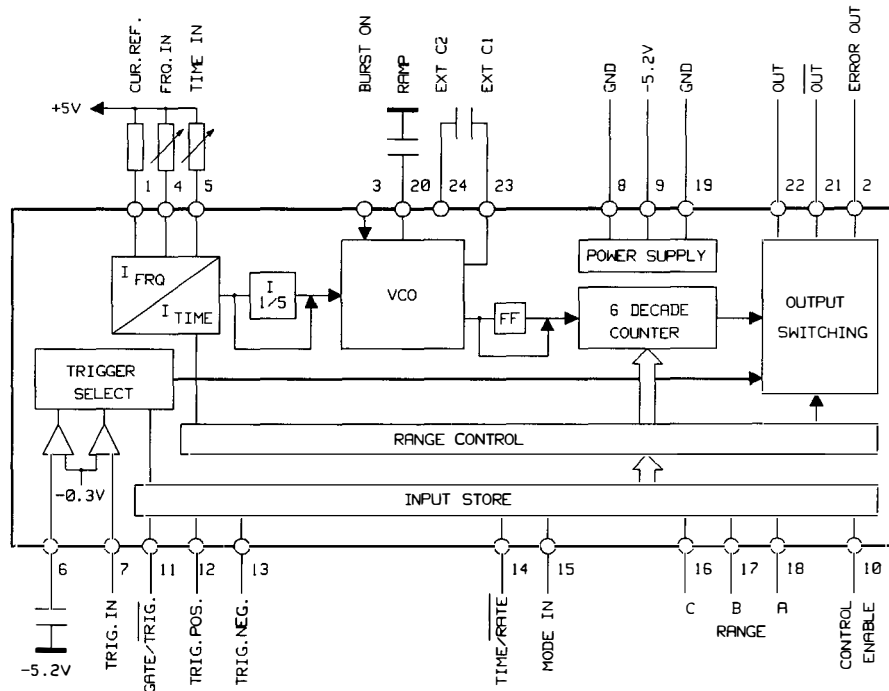 CUR.REF.
FRQ.IN
TIME IN
BURST ON
RAMP
EXT C2
EXT C1
GND
-5.2V
GND
OUT
OUT
ERROR OUT
+5V
1 4 5 3 20 24 23 8 9 19 22 21 2
I FRQ
I TIME
I
1/5
VCO
FF
POWER SUPPLY
6 DECADE
COUNTER
OUTPUT
SWITCHING
TRIGGER
SELECT
RANGE CONTROL
-0.3V
INPUT STORE
6 7 11 12 13 14 15 16 17 18 10
-5.2V
TRIG.IN
GATE/TRIG.
TRIG.POS.
TRIG.NEG.
TIME/RATE
MODE IN
C B A
RANGE
CONTROL
ENABLE